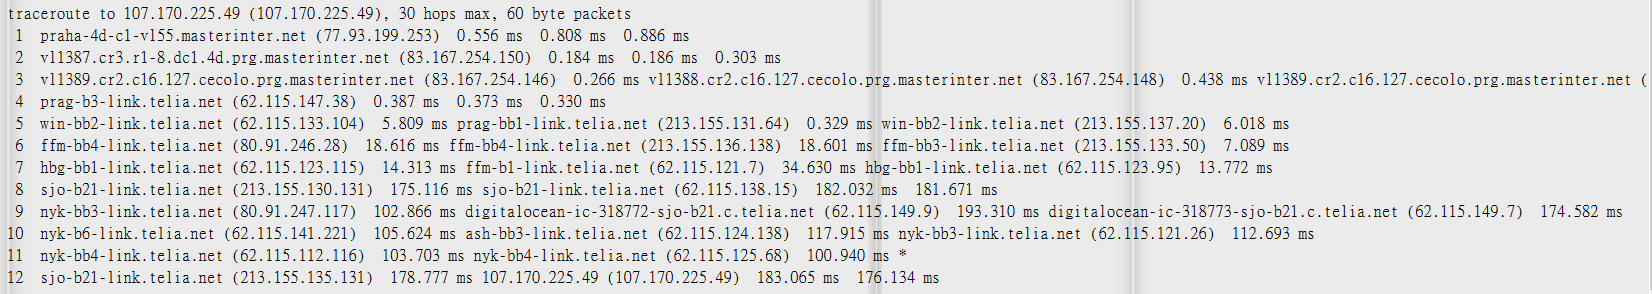 traceroute to 107.170.225.49 (107.170.225.49), 30 hops max, 60 byte packets
1 praha-4d-c1-vl55.masterinter.net (77.93.199.253) 0.556 ms 0.808 ms 0.886 ms
2 vl1387.cr3.r1-8.dc1.4d.prg.masterinter.net (83.167.254.150) 0.184 ms 0.186 ms 0.303 ms
3 vl1389.cr2.c16.127.cecolo.prg.masterinter.net (83.167.254.146) 0.266 ms vl1388.cr2.c16.127.cecolo.prg.masterinter.net (83.167.254.148) 0.438 ms vl1389.cr2.c16.127.cecolo.prg.masterinter.net (
4 prag-b3-link.telia.net (62.115.147.38) 0.387 ms 0.373 ms 0.330 ms
5 win-bb2-link.telia.net (62.115.133.104) 5.809 ms prag-bb1-link.telia.net (213.155.131.64) 0.329 ms win-bb2-link.telia.net (213.155.137.20) 6.018 ms
6 ffm-bb4-link.telia.net (80.91.246.28) 18.616 ms ffm-bb4-link.telia.net (213.155.136.138) 18.601 ms ffm-bb3-link.telia.net (213.155.133.50) 7.089 ms
7 hbg-bb1-link.telia.net (62.115.123.115) 14.313 ms ffm-b1-link.telia.net (62.115.121.7) 34.630 ms hbg-bb1-link.telia.net (62.115.123.95) 13.772 ms
8 sjo-b21-link.telia.net (213.155.130.131) 175.116 ms sjo-b21-link.telia.net (62.115.138.15) 182.032 ms 181.671 ms
9 nyk-bb3-link.telia.net (80.91.247.117) 102.866 ms digitalocean-ic-318772-sjo-b21.c.telia.net (62.115.149.9) 193.310 ms digitalocean-ic-318773-sjo-b21.c.telia.net (62.115.149.7) 174.582 ms
10 nyk-b6-link.telia.net (62.115.141.221) 105.624 ms ash-bb3-link.telia.net (62.115.124.138) 117.915 ms nyk-bb3-link.telia.net (62.115.121.26) 112.693 ms
11 nyk-bb4-link.telia.net (62.115.112.116) 103.703 ms nyk-bb4-link.telia.net (62.115.125.68) 100.940 ms *
12 sjo-b21-link.telia.net (213.155.135.131) 178.777 ms 107.170.225.49 (107.170.225.49) 183.065 ms 176.134 ms